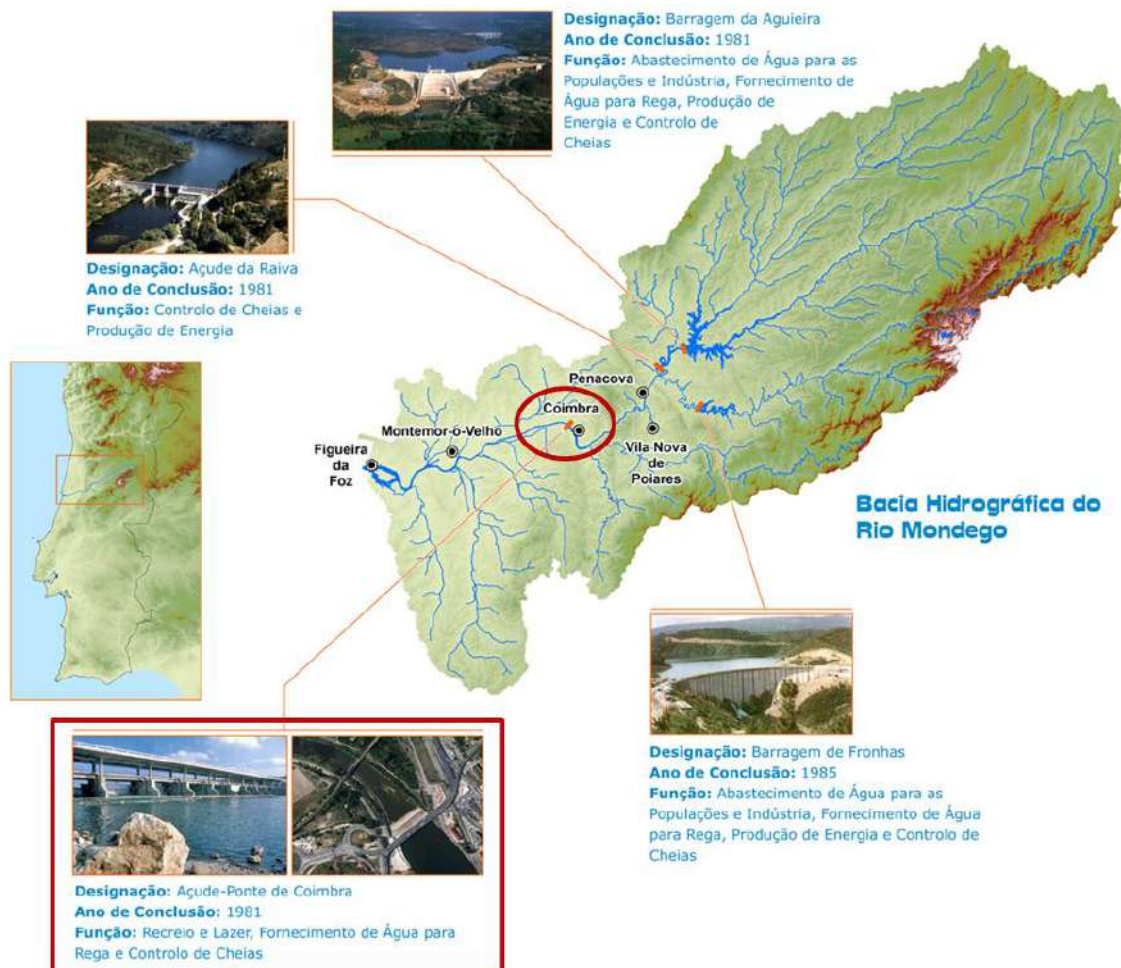 Designação: Barragem da Aguieira
Ano de Conclusão: 1981
Função: Abastecimento de Água para as
Populações e Indústria, Fornecimento de
Água para Rega, Produção de
Energia e Controlo de
Cheias
Designação: Açude da Raiva
Ano de Conclusão: 1981
Função: Controlo de Cheias e
Produção de Energia
Penacova
Coimbra
Montemor-o-Velho
Figueira
da
Foz
Vila Nova
de
Poiares
Bacia Hidrográfica do
Rio Mondego
Designação: Barragem de Fronhas
Ano de Conclusão: 1985
Função: Abastecimento de Água para as
Populações e Indústria, Fornecimento de Água
para Rega, Produção de Energia e Controlo de
Cheias
Designação: Açude-Ponte de Coimbra
Ano de Conclusão: 1981
Função: Recreio e Lazer, Fornecimento de Água para
Rega e Controlo de Cheias